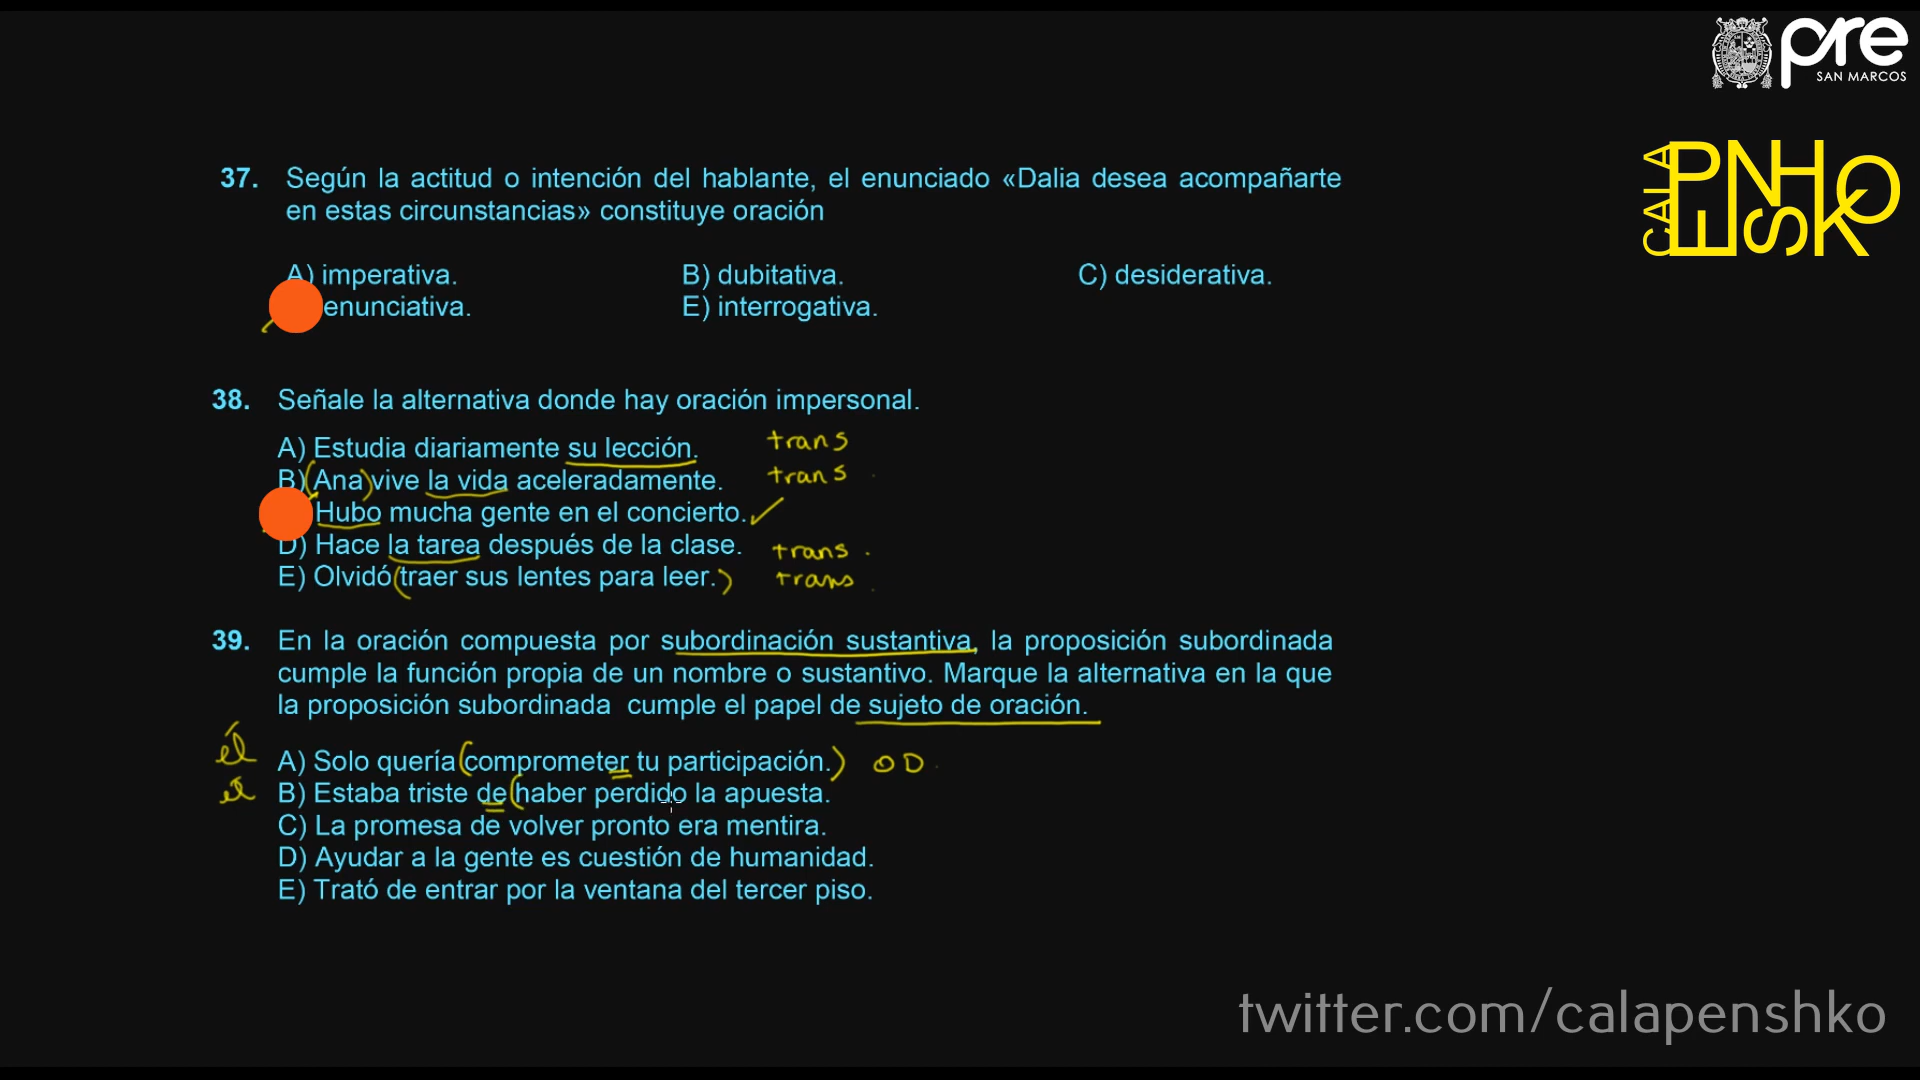 pre
SAN MARCOS
CALA
PENSHKO
37. Según la actitud o intención del hablante, el enunciado «Dalia desea acompañarte
en estas circunstancias» constituye oración
A) imperativa. B) dubitativa. C) desiderativa.
enunciativa. E) interrogativa.
38. Señale la alternativa donde hay oración impersonal.
A) Estudia diariamente su lección. trans
B) (Ana) vive la vida aceleradamente. trans
Hubo mucha gente en el concierto.
D) Hace la tarea después de la clase. trans
E) Olvidó (traer sus lentes para leer.) trans
39. En la oración compuesta por subordinación sustantiva, la proposición subordinada
cumple la función propia de un nombre o sustantivo. Marque la alternativa en la que
la proposición subordinada cumple el papel de sujeto de oración.
él A) Solo quería (comprometer tu participación.) OD
él B) Estaba triste de (haber perdido la apuesta.
C) La promesa de volver pronto era mentira.
D) Ayudar a la gente es cuestión de humanidad.
E) Trató de entrar por la ventana del tercer piso.
twitter.com/calapenshko